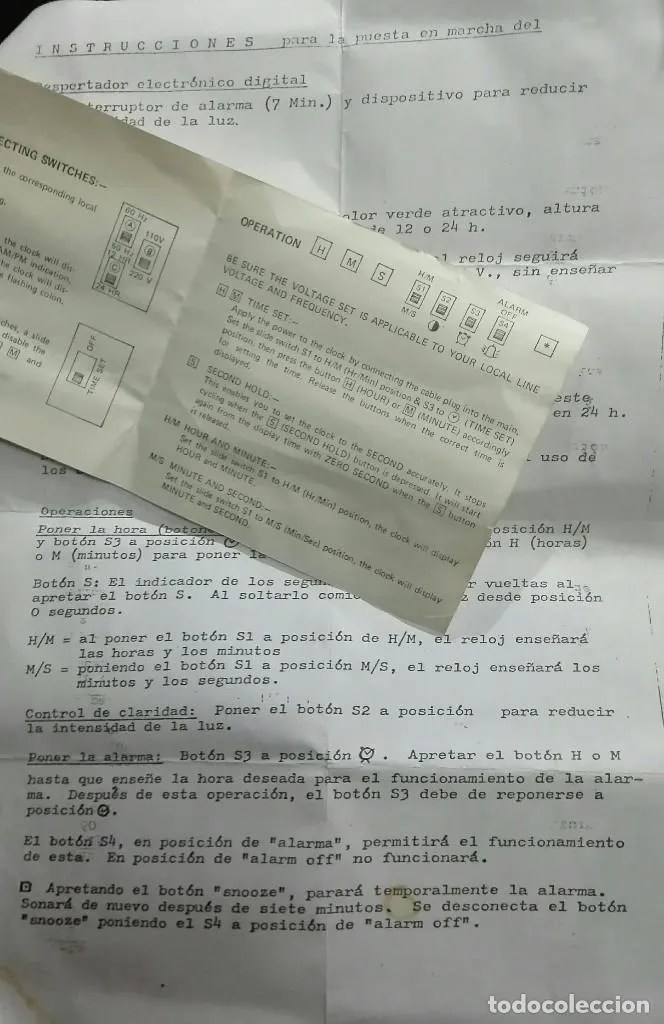 INSTRUCCIONES para la puesta en marcha del
Despertador electrónico digital
alarma (7 Min.) y dispositivo para reducir
de la luz.
color verde atractivo, altura
12 o 24 h.
el reloj seguirá
V., sin enseñar
en 24 h.
uso de
los
Operaciones
Poner la hora posición H/M
y botón S3 a posición H (horas)
o M (minutos) para poner
Botón S: El indicador de los vueltas al
apretar el botón S. Al soltarlo desde posición
O segundos.
H/M = al poner el botón S1 a posición de H/M, el reloj enseñará
las horas y los minutos
M/S = poniendo el botón S1 a posición M/S, el reloj enseñará los
minutos y los segundos.
Control de claridad: Poner el botón S2 a posición para reducir
la intensidad de la luz.
Poner la alarma: Botón S3 a posición . Apretar el botón H o M
hasta que enseñe la hora deseada para el funcionamiento de la alar-
ma. Después de esta operación, el botón S3 debe de reponerse a
posición .
El botón S4, en posición de "alarma", permitirá el funcionamiento
de esta. En posición de "alarm off" no funcionará.
Apretando el botón "snooze", parará temporalmente la alarma.
Sonará de nuevo después de siete minutos. Se desconecta el botón
"snooze" poniendo el S4 a posición de "alarm off".
SWITCHES:-
the corresponding local
60 Hz
A
110V
B
50 Hz
12 HR
C
220 V
24 HR
the clock will dis-
AM/PM indication.
the clock will dis-
flashing colon.
a slide
disable the
M and
OFF
TIME SET
OPERATION H M S
H/M
S1 S2 S3 S4
M/S
ALARM
OFF
*
BE SURE THE VOLTAGE SET IS APPLICABLE TO YOUR LOCAL LINE
VOLTAGE AND FREQUENCY.
H M TIME SET:-
Apply the power to the clock by connecting the cable plug into the main.
Set the slide switch S1 to H/M (Hr/Min) position & S3 to (TIME SET)
position, then press the button H (HOUR) or M (MINUTE) accordingly
for setting the time. Release the buttons when the correct time is
displayed.
S SECOND HOLD:-
This enables you to set the clock to the SECOND accurately. It stops
cycling when the S (SECOND HOLD) button is depressed. It will start
again from the display time with ZERO SECOND when the S button
is released.
H/M HOUR AND MINUTE:-
Set the slide switch S1 to H/M (Hr/Min) position, the clock will display
HOUR and MINUTE.
M/S MINUTE AND SECOND:-
Set the slide switch S1 to M/S (Min/Sec) position, the clock will display
MINUTE and SECOND.
todocoleccion